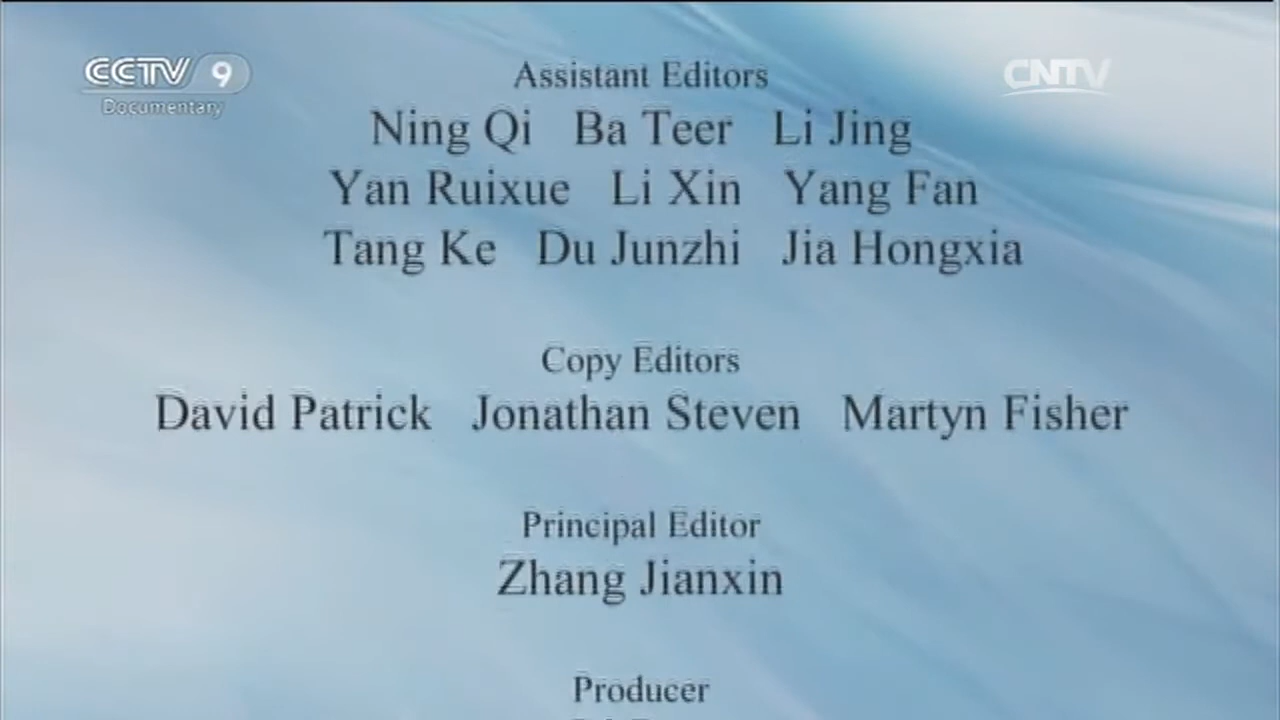 CCTV 9
Documentary
CNTV
Assistant Editors
Ning Qi Ba Teer Li Jing
Yan Ruixue Li Xin Yang Fan
Tang Ke Du Junzhi Jia Hongxia
Copy Editors
David Patrick Jonathan Steven Martyn Fisher
Principal Editor
Zhang Jianxin
Producer